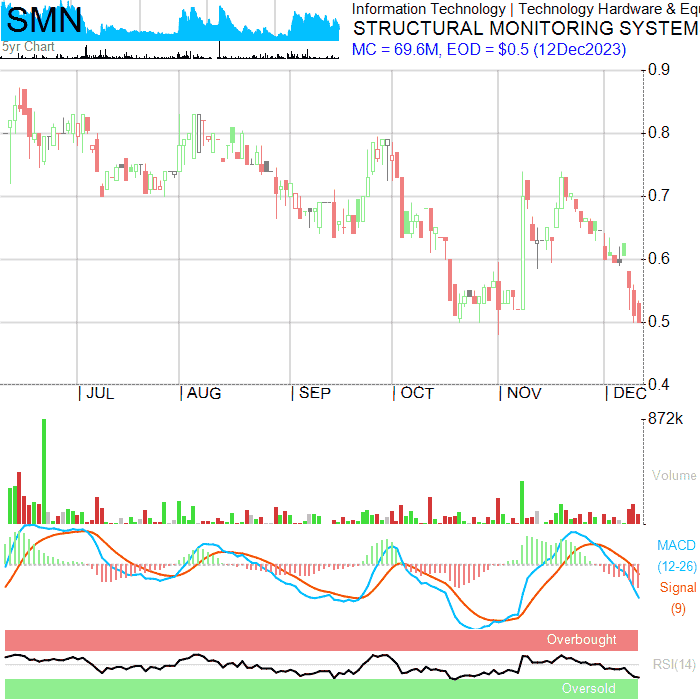 SMN
5yr Chart
Information Technology | Technology Hardware & Equ
STRUCTURAL MONITORING SYSTEM
MC = 69.6M, EOD = $0.5 (12Dec2023)
0.9
0.8
0.7
0.6
0.5
0.4
JUL
AUG
SEP
OCT
NOV
DEC
872k
Volume
MACD
(12-26)
Signal
(9)
Overbought
RSI(14)
Oversold